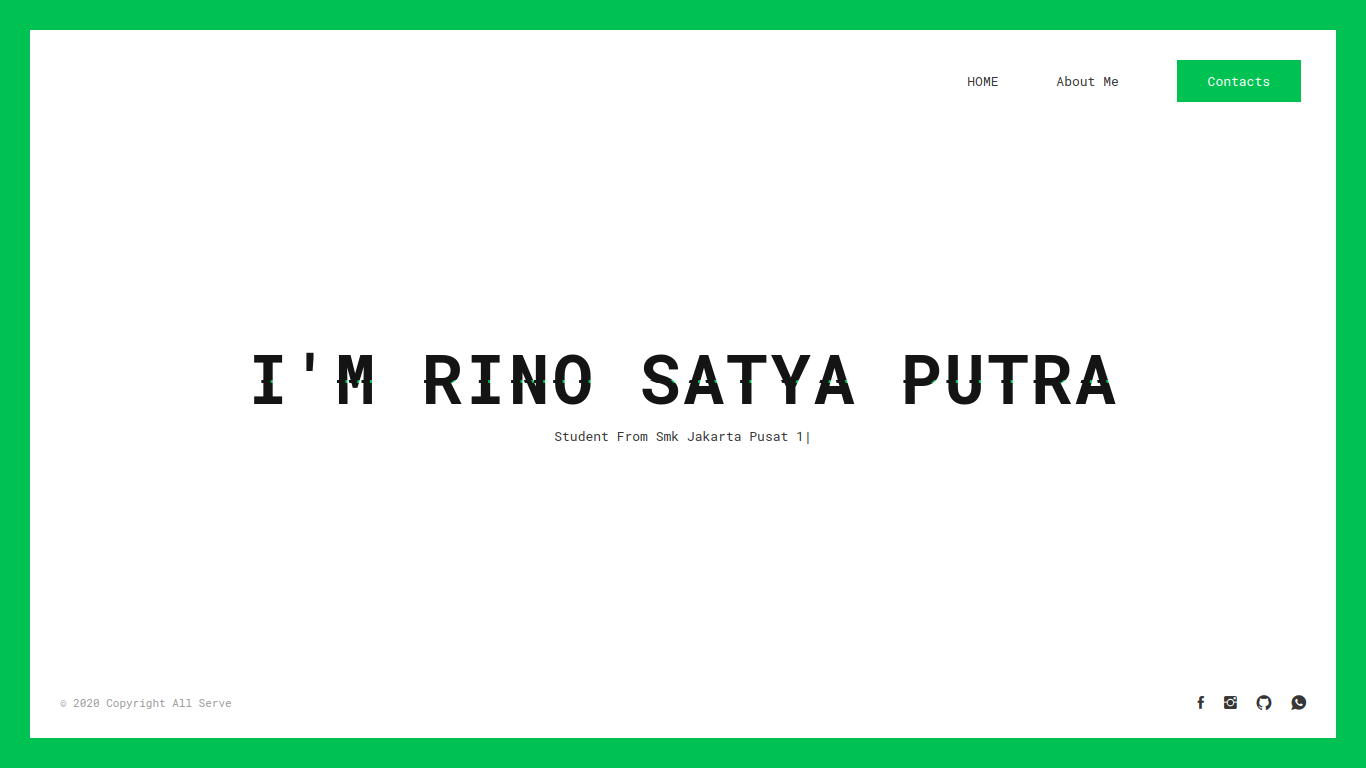 HOME About Me Contacts
I'M RINO SATYA PUTRA
Student From Smk Jakarta Pusat 1|
© 2020 Copyright All Serve